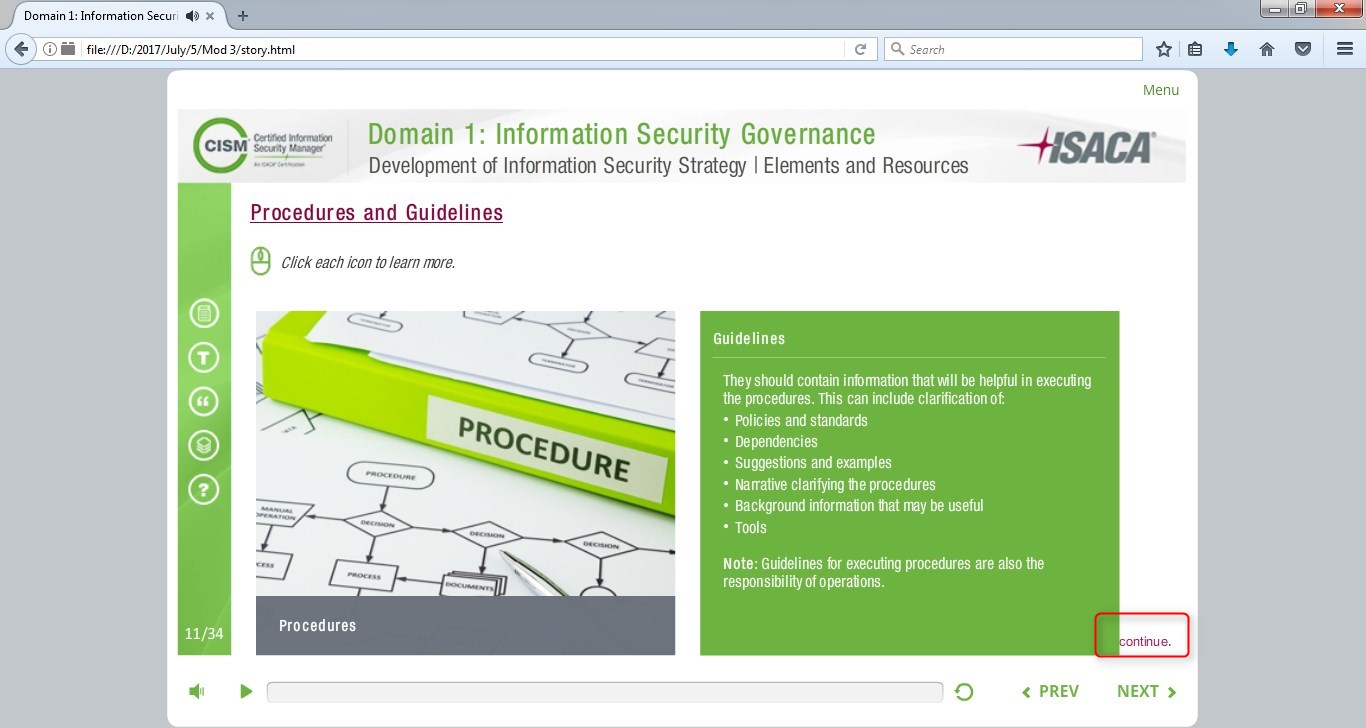 Domain 1: Information Securi
file:///D:/2017/July/5/Mod 3/story.html
Search
Menu
CISM
Certified Information
Security Manager®
An ISACA® Certification
Domain 1: Information Security Governance
Development of Information Security Strategy | Elements and Resources
ISACA®
Procedures and Guidelines
Click each icon to learn more.
T
?
11/34
TERMINATOR
TERMINATOR
PROCEDURE
PROCEDURE
MANUAL
OPERATION
DECISION
DECISION
DECISION
CESS
PROCESS
DOCUMENTS
Procedures
Guidelines
They should contain information that will be helpful in executing
the procedures. This can include clarification of:
• Policies and standards
• Dependencies
• Suggestions and examples
• Narrative clarifying the procedures
• Background information that may be useful
• Tools
Note: Guidelines for executing procedures are also the
responsibility of operations.
continue.
PREV
NEXT